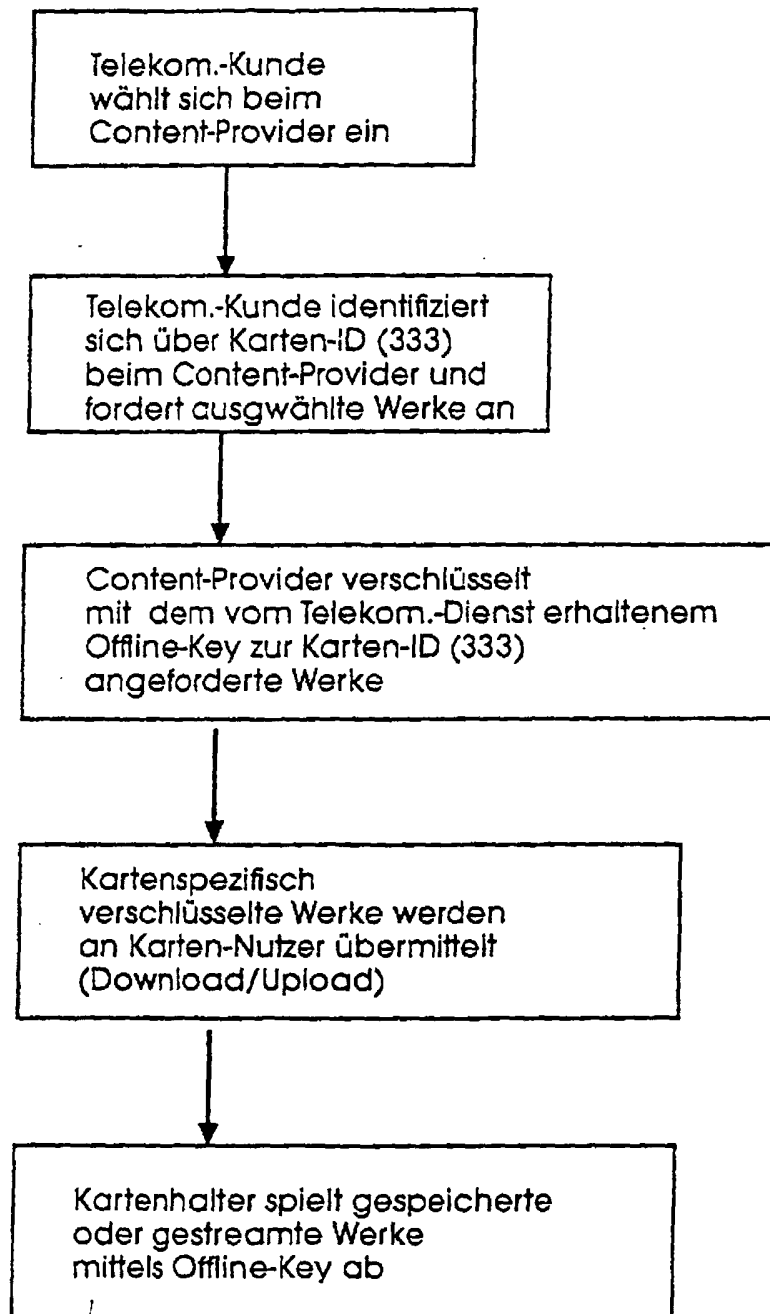 Telekom.-Kunde
wählt sich beim
Content-Provider ein
Telekom.-Kunde identifiziert
sich über Karten-ID (333)
beim Content-Provider und
fordert ausgwählte Werke an
Content-Provider verschlüsselt
mit dem vom Telekom.-Dienst erhaltenem
Offline-Key zur Karten-ID (333)
angeforderte Werke
Kartenspezifisch
verschlüsselte Werke werden
an Karten-Nutzer übermittelt
(Download/Upload)
Kartenhalter spielt gespeicherte
oder gestreamte Werke
mittels Offline-Key ab